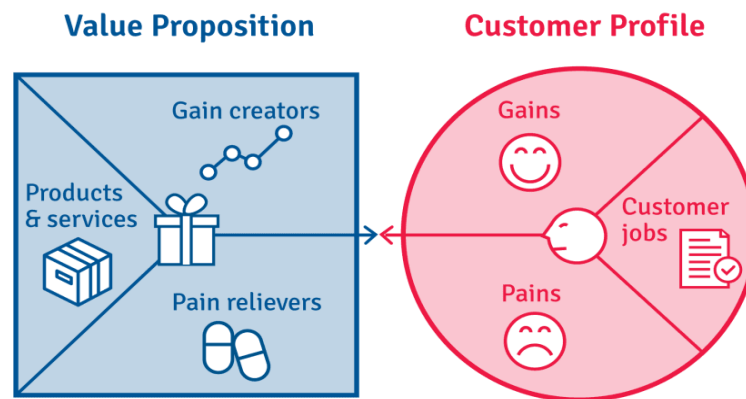 Value Proposition
Gain creators
Products
& services
Pain relievers
Customer Profile
Gains
Customer
jobs
Pains